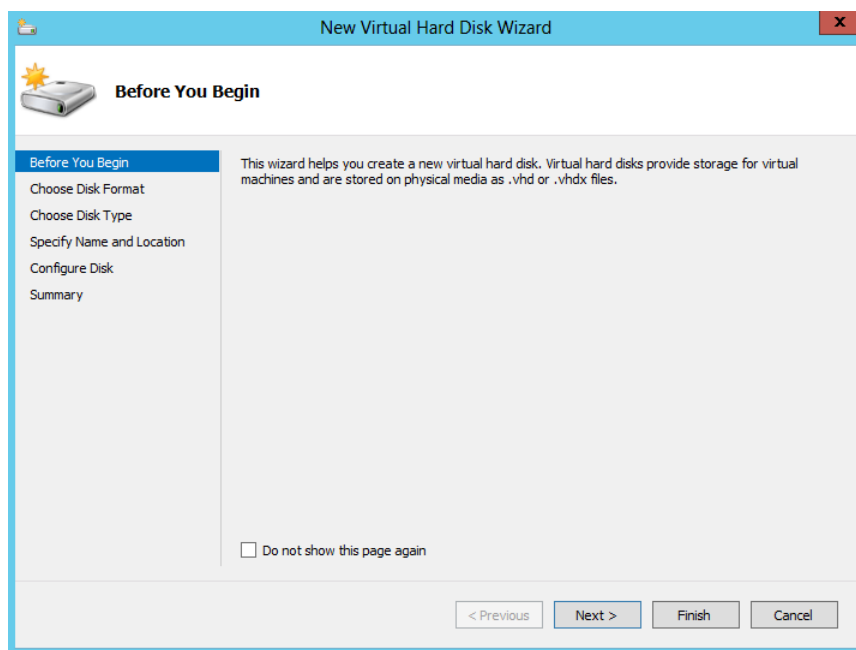 New Virtual Hard Disk Wizard
x
Before You Begin
Before You Begin
Choose Disk Format
Choose Disk Type
Specify Name and Location
Configure Disk
Summary
This wizard helps you create a new virtual hard disk. Virtual hard disks provide storage for virtual
machines and are stored on physical media as .vhd or .vhdx files.
Do not show this page again
< Previous
Next >
Finish
Cancel